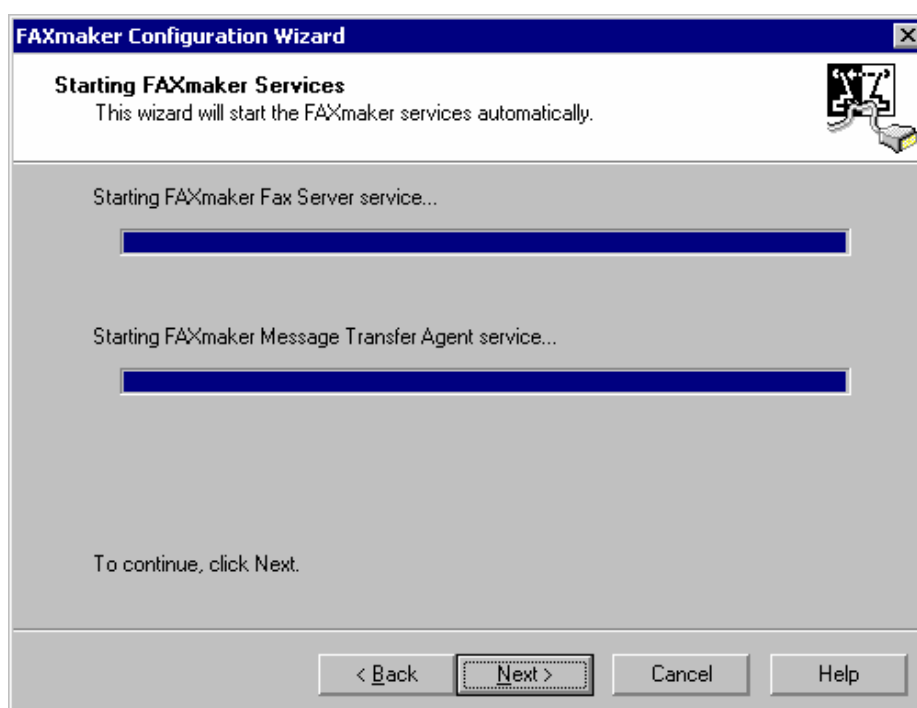 FAXmaker Configuration Wizard
Starting FAXmaker Services
This wizard will start the FAXmaker services automatically.
Starting FAXmaker Fax Server service...
Starting FAXmaker Message Transfer Agent service...
To continue, click Next.
< Back Next > Cancel Help